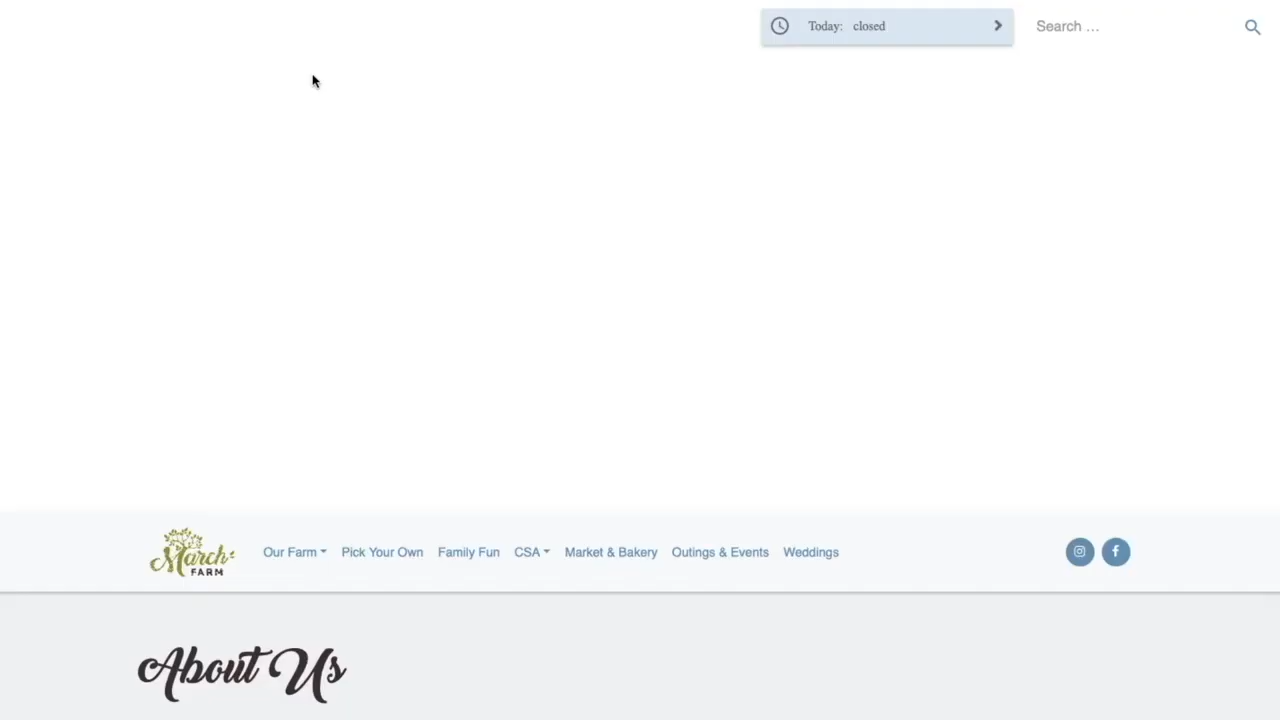 Today: closed
Search ...
March
FARM
Our Farm Pick Your Own Family Fun CSA Market & Bakery Outings & Events Weddings
About Us